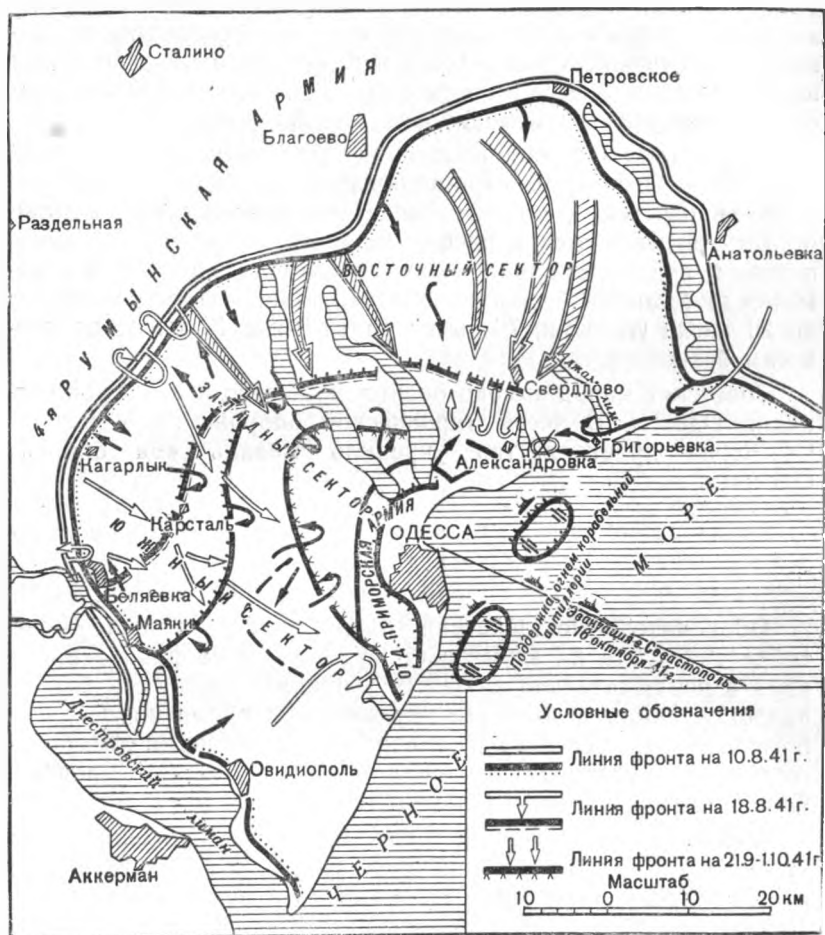 Сталино
Петровское
Благоево
4-я РУМЫНСКАЯ АРМИЯ
Раздельная
Анатольевка
ВОСТОЧНЫЙ СЕКТОР
Свердлово
ЗАПАДНЫЙ СЕКТОР
Григорьевка
Александровка
Кагарлык
Карсталь
ОДЕССА
ЮЖНЫЙ СЕКТОР
Беляевка
Маяки
ОТД. ПРИМОРСКАЯ АРМИЯ
Поддержка огнем корабельной
артиллерии
Эвакуация в Севастополь
16 октября 41 г.
Днестровский
лиман
Овидиополь
Аккерман
ЧЕРНОЕ МОРЕ
Условные обозначения
Линия фронта на 10.8.41 г.
Линия фронта на 18.8.41г.
Линия фронта на 21.9-1.10.41г
Масштаб
10 0 10 20 км